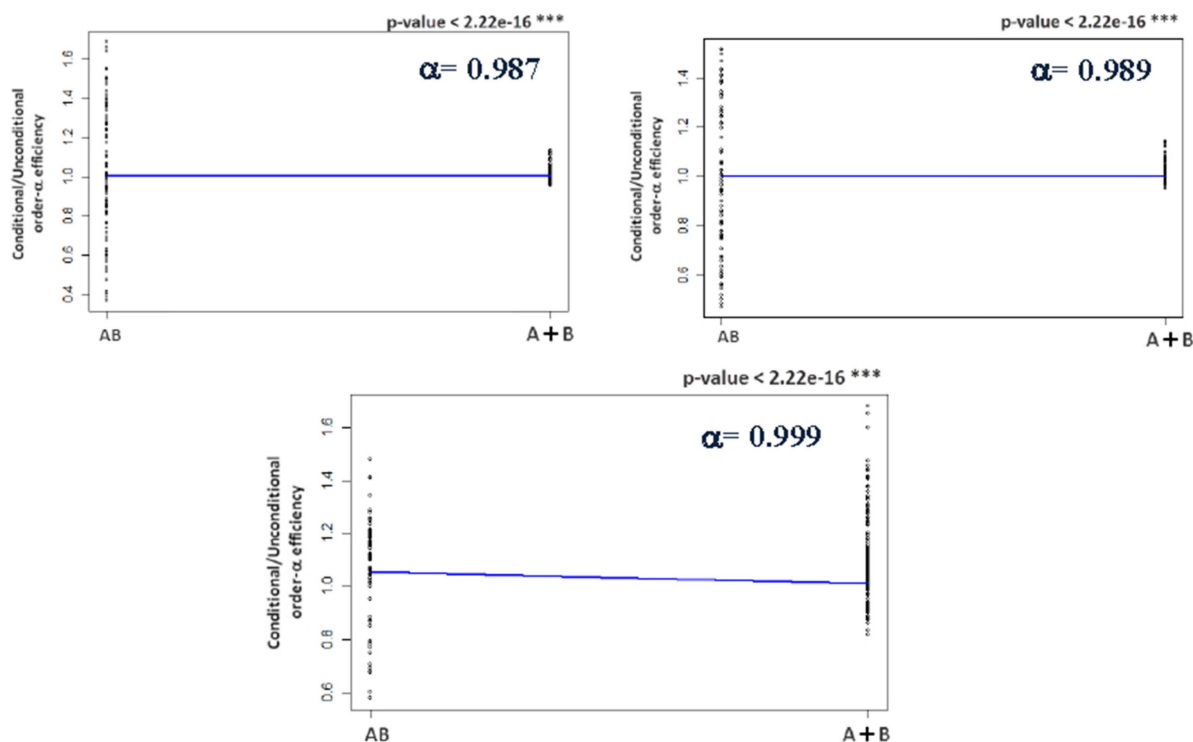 p-value < 2.22e-16 ***
α= 0.987
Conditional/Unconditional
order-α efficiency
1.6
1.4
1.2
1.0
0.8
0.6
0.4
AB
A + B
p-value < 2.22e-16 ***
α= 0.989
Conditional/Unconditional
order-α efficiency
1.4
1.2
1.0
0.8
0.6
AB
A + B
p-value < 2.22e-16 ***
α= 0.999
Conditional/Unconditional
order-α efficiency
1.6
1.4
1.2
1.0
0.8
0.6
AB
A + B